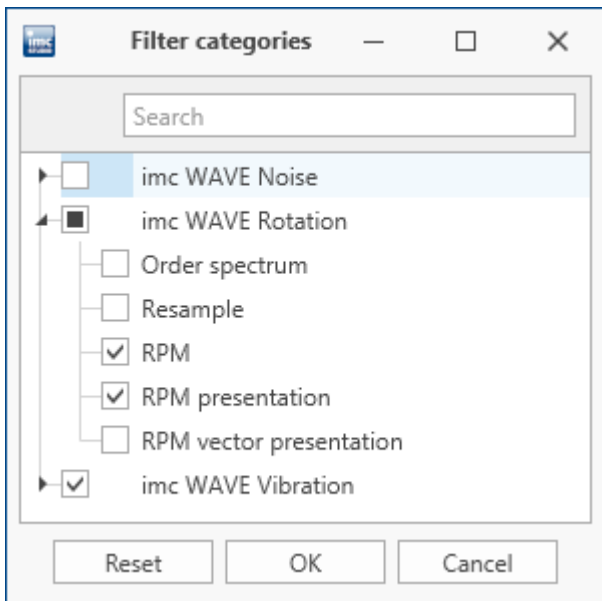 imc
Filter categories
Search
imc WAVE Noise
imc WAVE Rotation
Order spectrum
Resample
RPM
RPM presentation
RPM vector presentation
imc WAVE Vibration
Reset OK Cancel